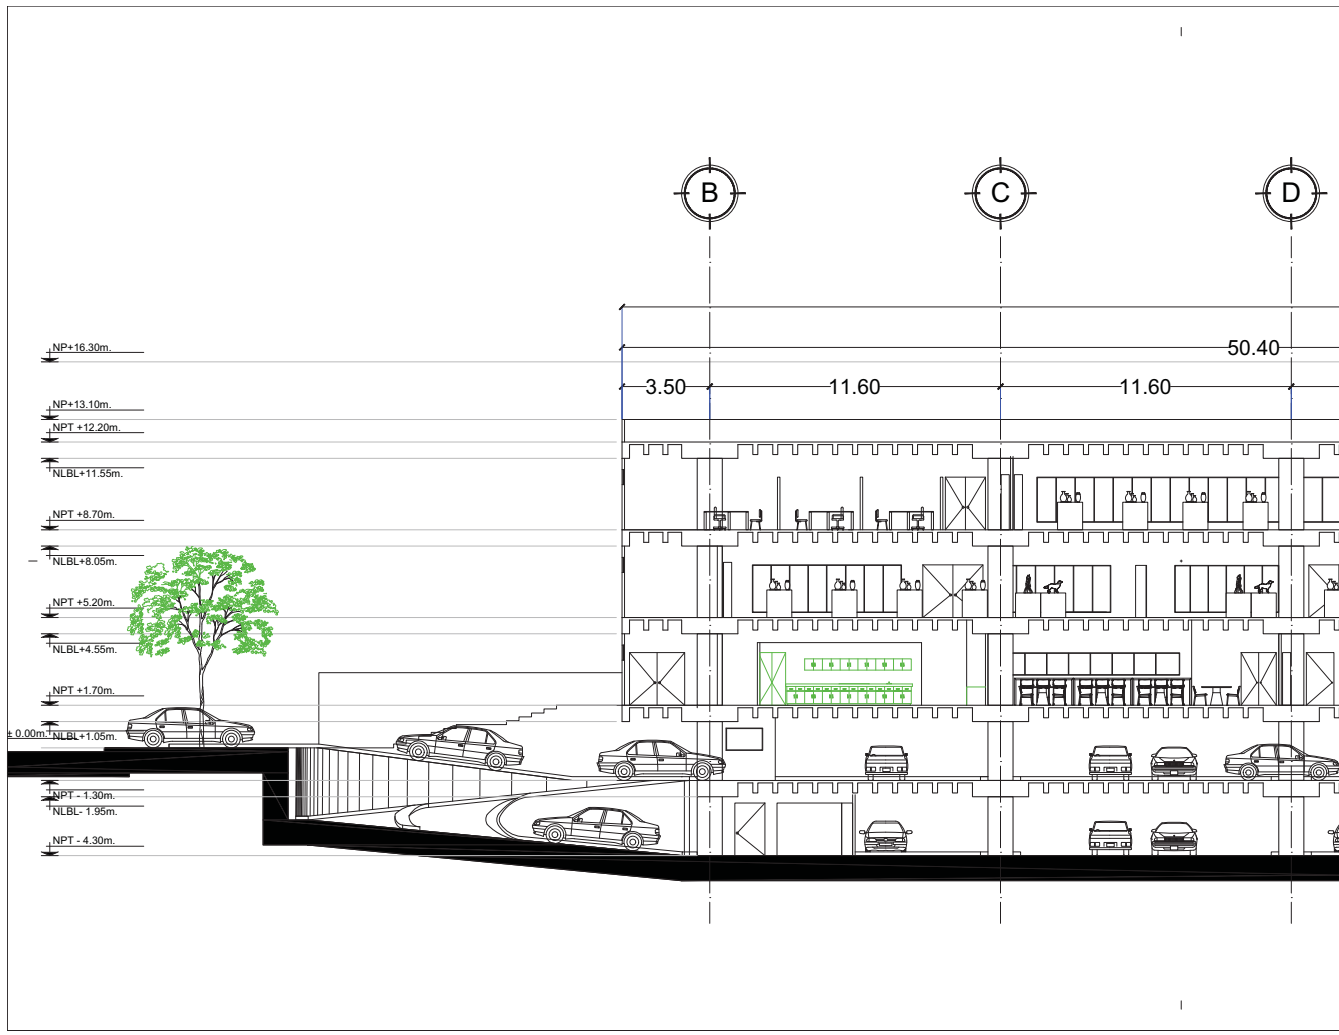 B
C
D
50.40
3.50
11.60
11.60
NP+16.30m.
NP+13.10m.
NPT +12.20m.
NLBL+11.55m.
NPT +8.70m.
NLBL+8.05m.
NPT +5.20m.
NLBL+4.55m.
NPT +1.70m.
± 0.00m.
NLBL+1.05m.
NPT - 1.30m.
NLBL- 1.95m.
NPT - 4.30m.